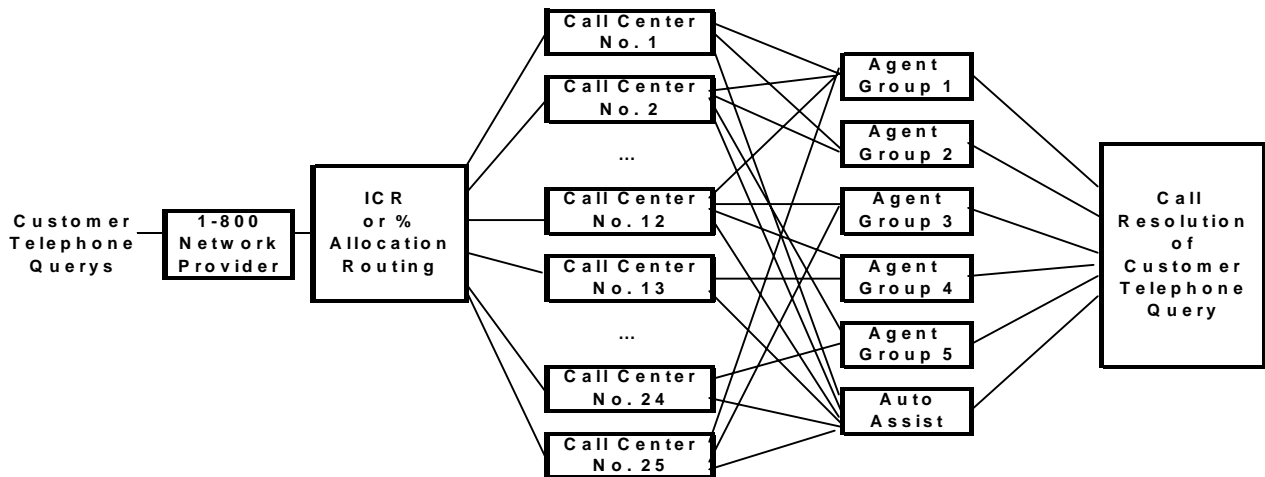 Customer
Telephone
Querys
1-800
Network
Provider
ICR
or %
Allocation
Routing
Call Center
No. 1
Call Center
No. 2
...
Call Center
No. 12
Call Center
No. 13
...
Call Center
No. 24
Call Center
No. 25
Agent
Group 1
Agent
Group 2
Agent
Group 3
Agent
Group 4
Agent
Group 5
Auto
Assist
Call
Resolution
of
Customer
Telephone
Query